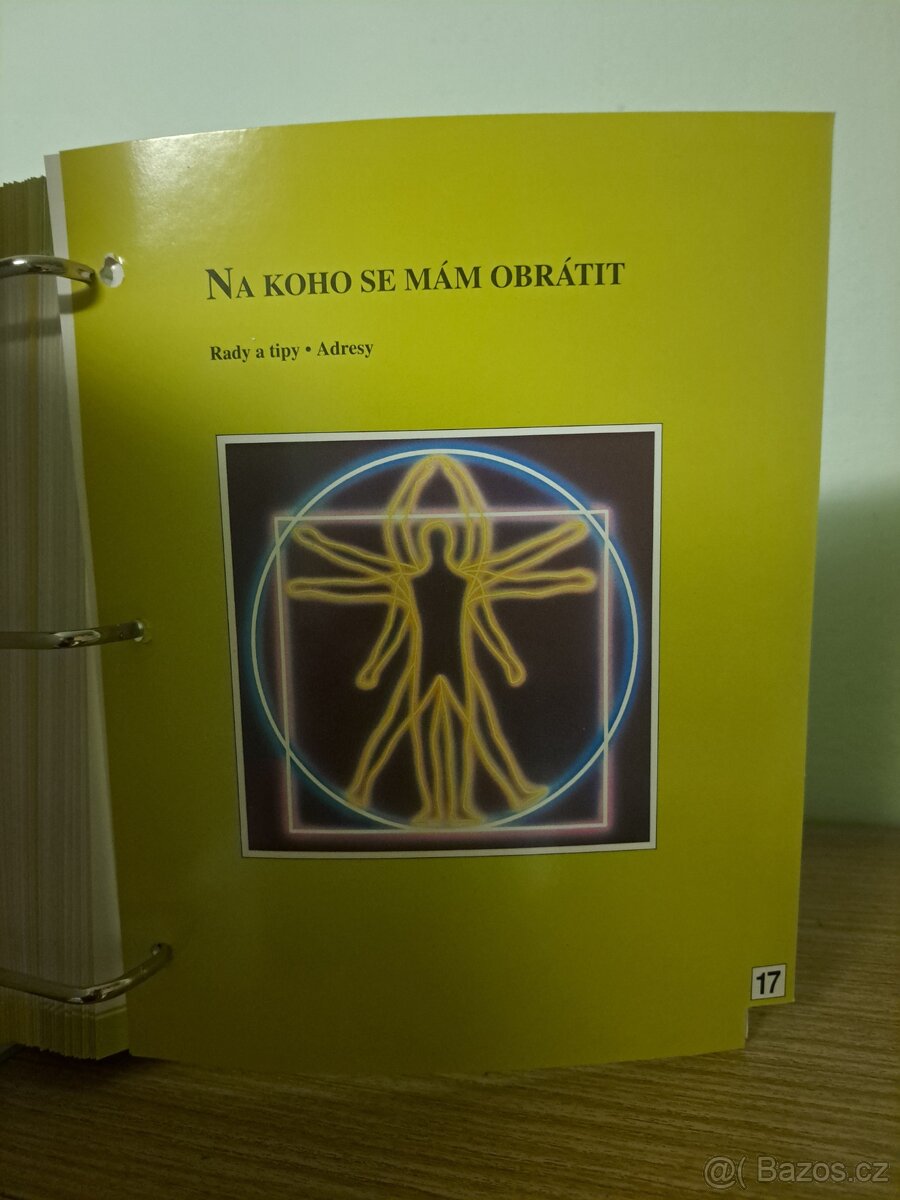 NA KOHO SE MÁM OBRÁTIT
Rady a tipy • Adresy
17
@( Bazos.cz